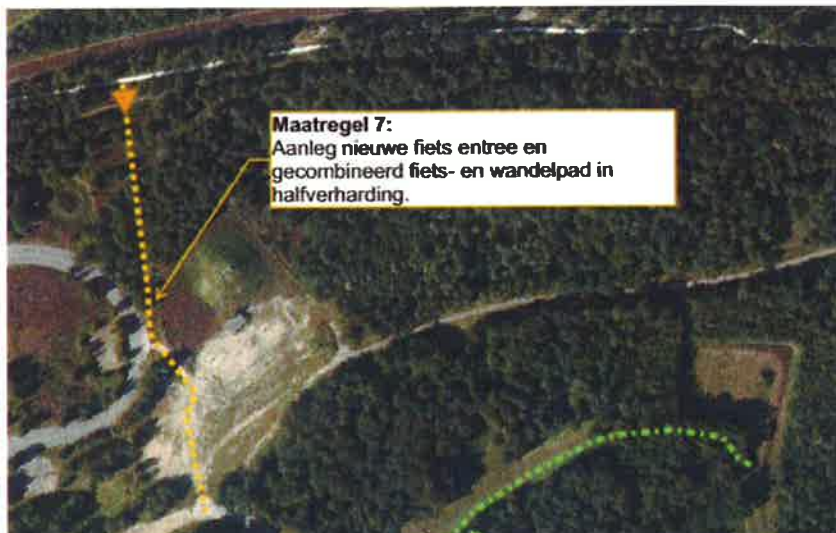 Maatregel 7:
Aanleg nieuwe fiets entree en
gecombineerd fiets- en wandelpad in
halfverharding.